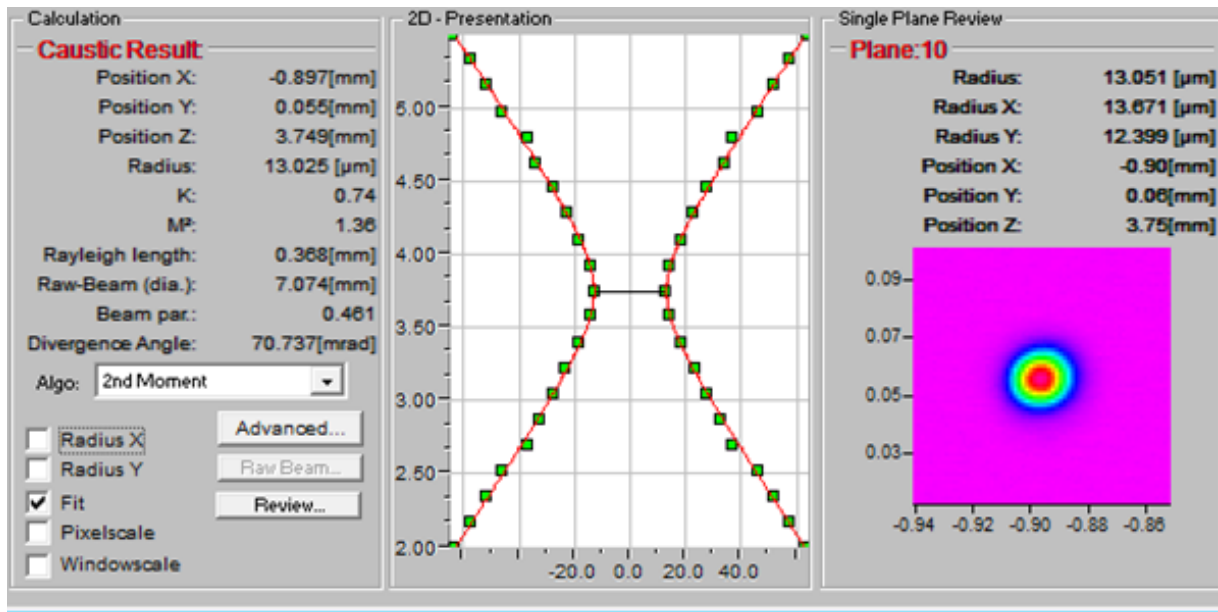 Calculation
Caustic Result:
Position X: -0.897[mm]
Position Y: 0.055[mm]
Position Z: 3.749[mm]
Radius: 13.025 [µm]
K: 0.74
M²: 1.36
Rayleigh length: 0.368[mm]
Raw-Beam (dia.): 7.074[mm]
Beam par.: 0.461
Divergence Angle: 70.737[mrad]
Algo: 2nd Moment
Radius X
Advanced...
Radius Y
Raw Beam...
Fit
Review...
Pixelscale
Windowscale
2D - Presentation
5.00
4.50
4.00
3.50
3.00
2.50
2.00
-20.0 0.0 20.0 40.0
Single Plane Review
Plane:10
Radius: 13.051 [µm]
Radius X: 13.671 [µm]
Radius Y: 12.399 [µm]
Position X: -0.90[mm]
Position Y: 0.06[mm]
Position Z: 3.75[mm]
0.09
0.07
0.05
0.03
-0.94 -0.92 -0.90 -0.88 -0.86